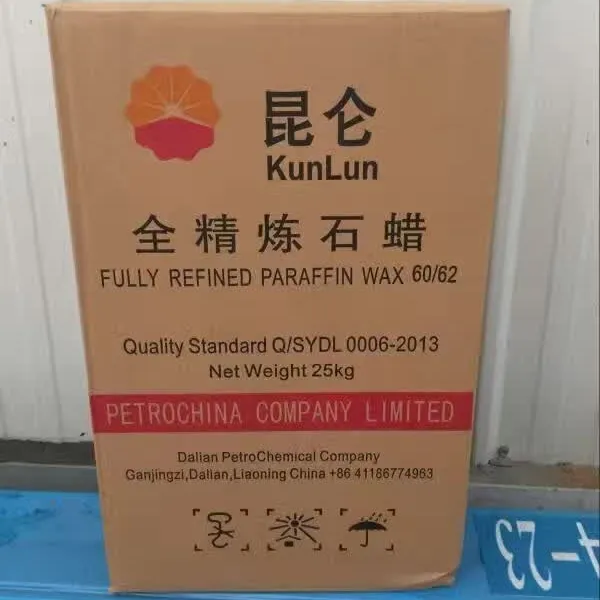 昆仑
KunLun
全精炼石蜡
FULLY REFINED PARAFFIN WAX 60/62
Quality Standard Q/SYDL 0006-2013
Net Weight 25kg
PETROCHINA COMPANY LIMITED
Dalian PetroChemical Company
Ganjingzi,Dalian,Liaoning China +86 41186774963